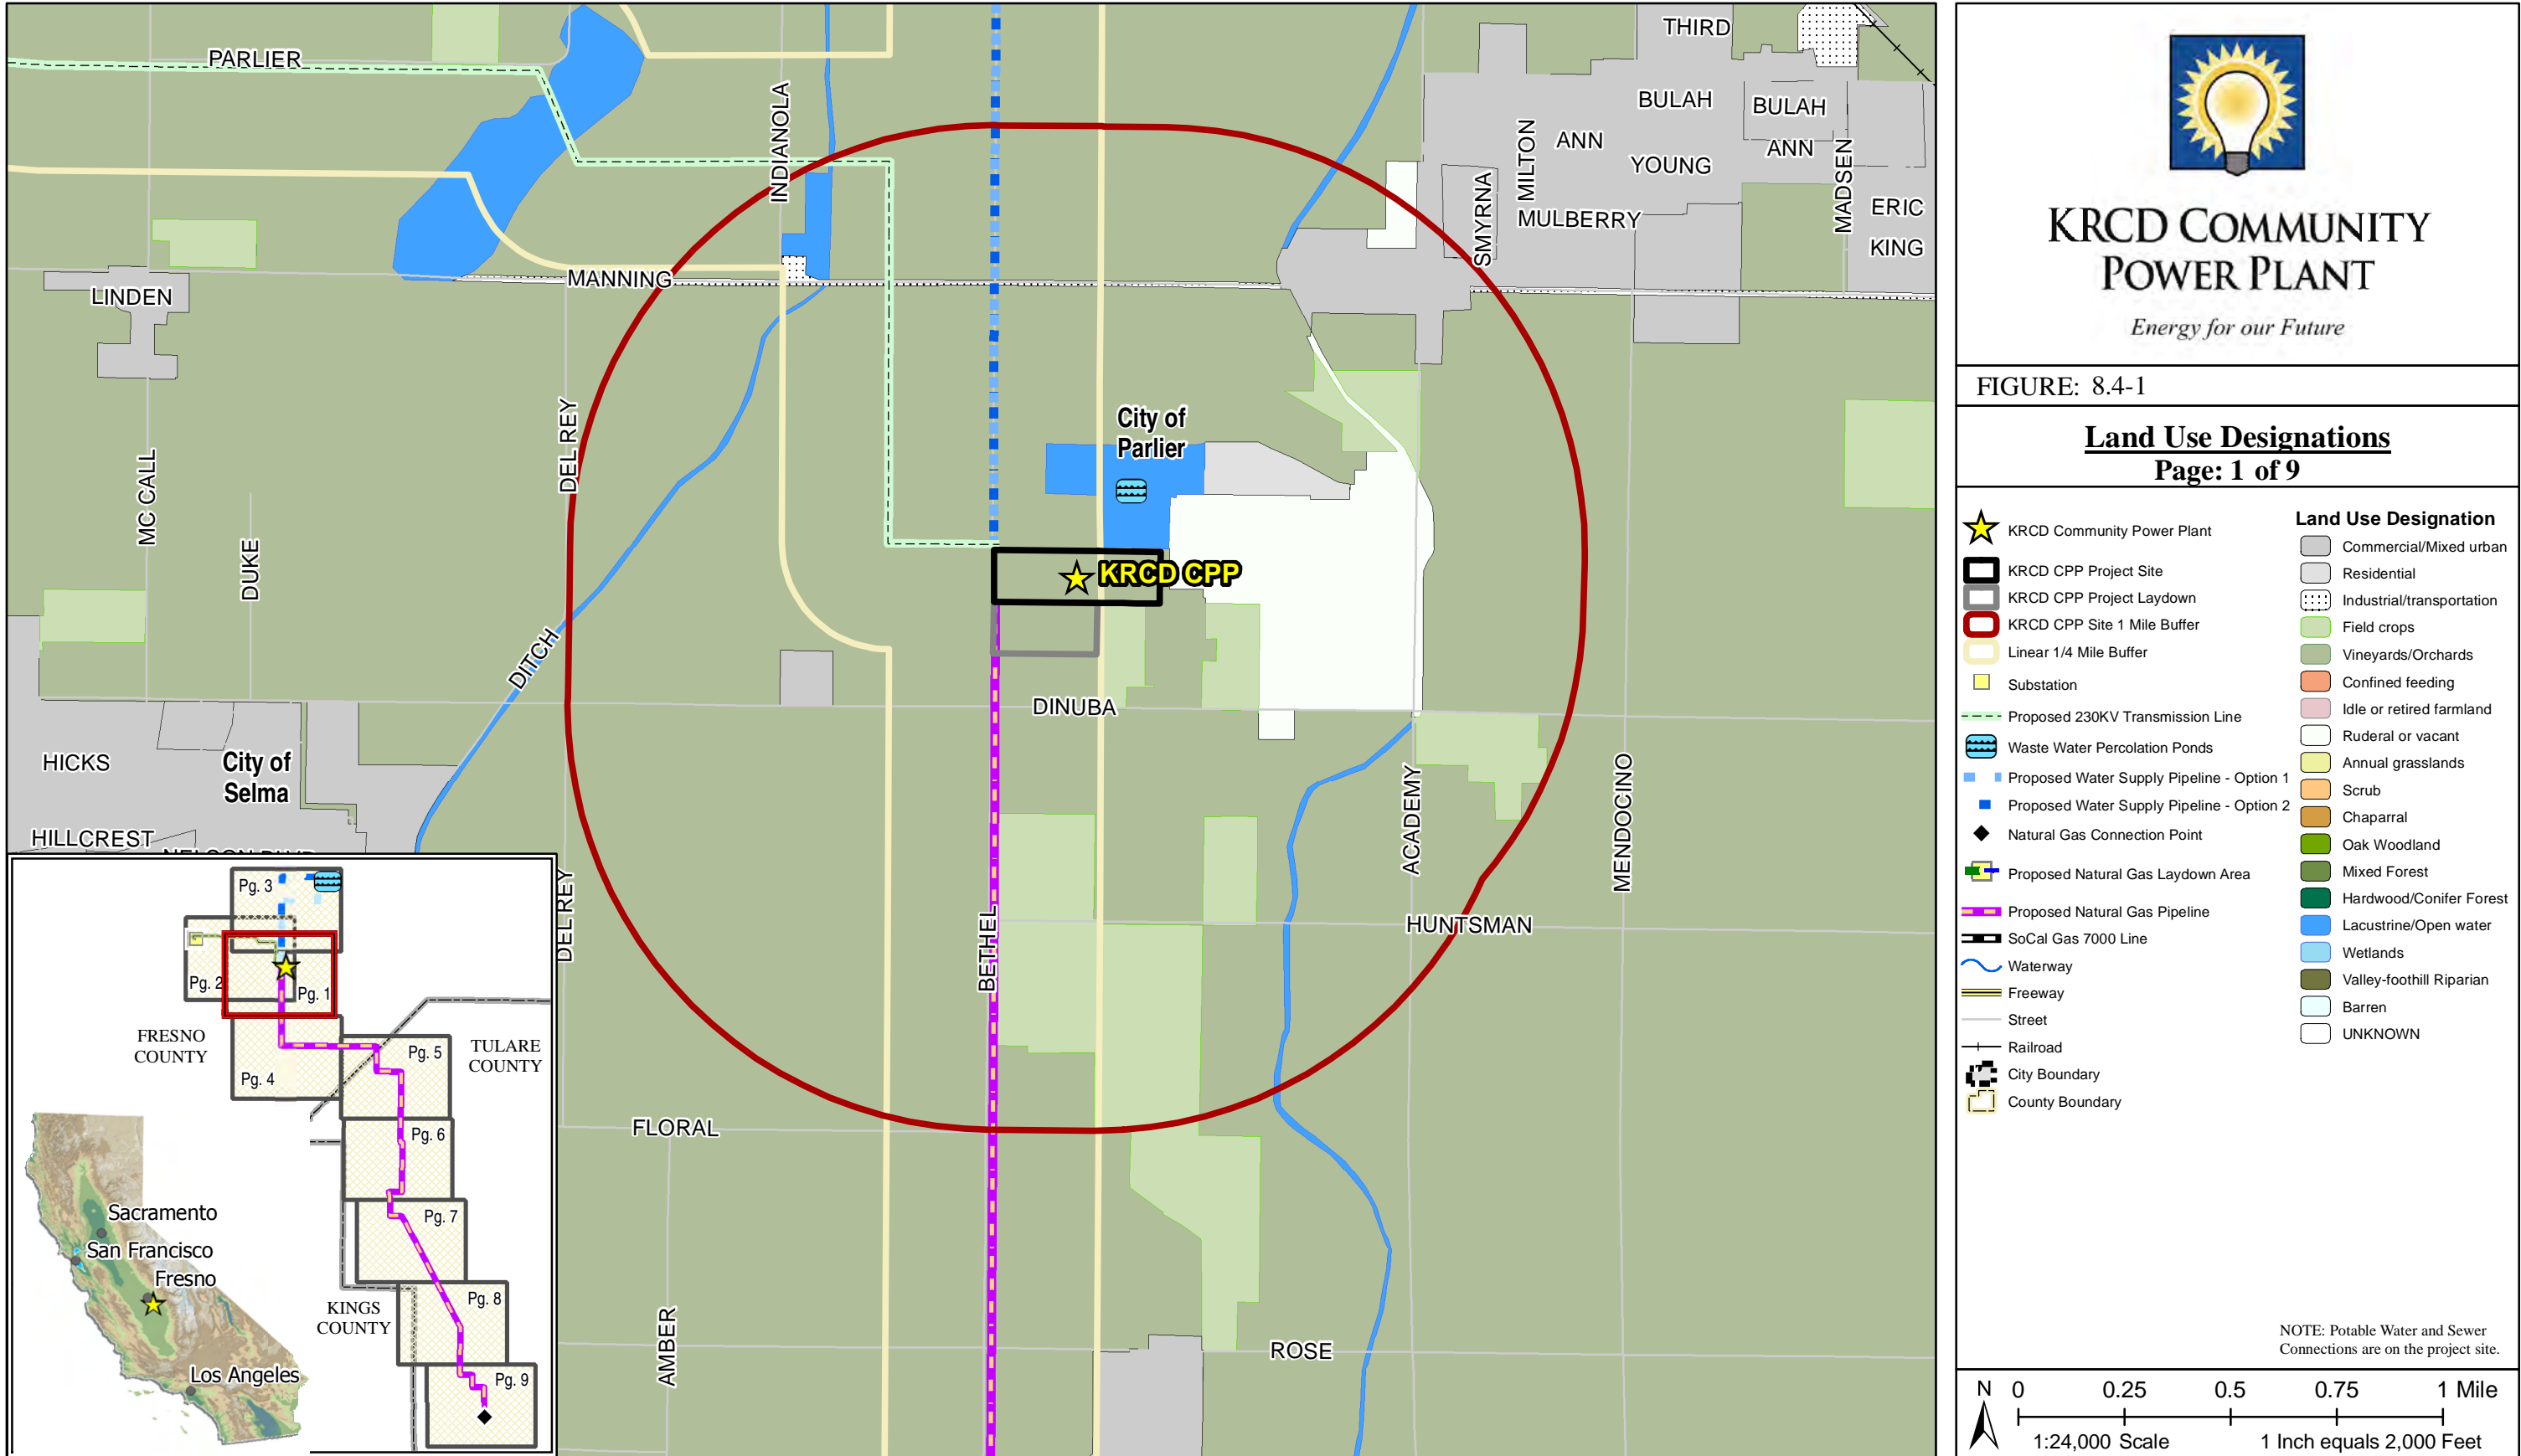 PARLIER
INDIANOLA
THIRD
BULAH
BULAH
ANN
ANN
YOUNG
MILTON
SMYRNA
MULBERRY
MADSEN
ERIC
KING
MANNING
LINDEN
MC CALL
DUKE
DEL REY
City of
Parlier
KRCD CPP
DITCH
DINUBA
HICKS
City of
Selma
HILLCREST
ACADEMY
MENDOCINO
DEL REY
BETHEL
HUNTSMAN
FLORAL
AMBER
ROSE
Pg. 3
Pg. 2
Pg. 1
FRESNO
COUNTY
TULARE
COUNTY
Pg. 5
Pg. 4
Pg. 6
Pg. 7
Pg. 8
KINGS
COUNTY
Pg. 9
Sacramento
San Francisco
Fresno
Los Angeles
KRCD COMMUNITY
POWER PLANT
Energy for our Future
FIGURE: 8.4-1
Land Use Designations
Page: 1 of 9
KRCD Community Power Plant
KRCD CPP Project Site
KRCD CPP Project Laydown
KRCD CPP Site 1 Mile Buffer
Linear 1/4 Mile Buffer
Substation
Proposed 230KV Transmission Line
Waste Water Percolation Ponds
Proposed Water Supply Pipeline - Option 1
Proposed Water Supply Pipeline - Option 2
Natural Gas Connection Point
Proposed Natural Gas Laydown Area
Proposed Natural Gas Pipeline
SoCal Gas 7000 Line
Waterway
Freeway
Street
Railroad
City Boundary
County Boundary
Land Use Designation
Commercial/Mixed urban
Residential
Industrial/transportation
Field crops
Vineyards/Orchards
Confined feeding
Idle or retired farmland
Ruderal or vacant
Annual grasslands
Scrub
Chaparral
Oak Woodland
Mixed Forest
Hardwood/Conifer Forest
Lacustrine/Open water
Wetlands
Valley-foothill Riparian
Barren
UNKNOWN
NOTE: Potable Water and Sewer
Connections are on the project site.
N 0 0.25 0.5 0.75 1 Mile
1:24,000 Scale 1 Inch equals 2,000 Feet